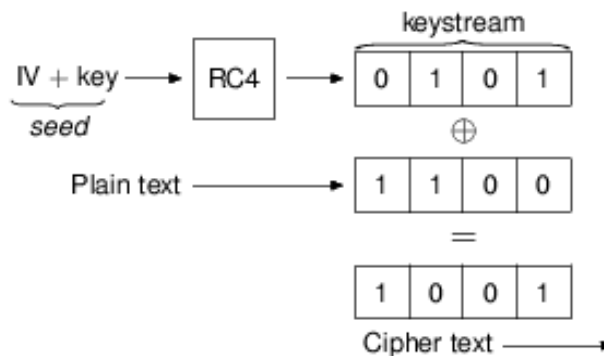 keystream
IV + key RC4 0 1 0 1
seed
⊕
Plain text 1 1 0 0
=
1 0 0 1
Cipher text